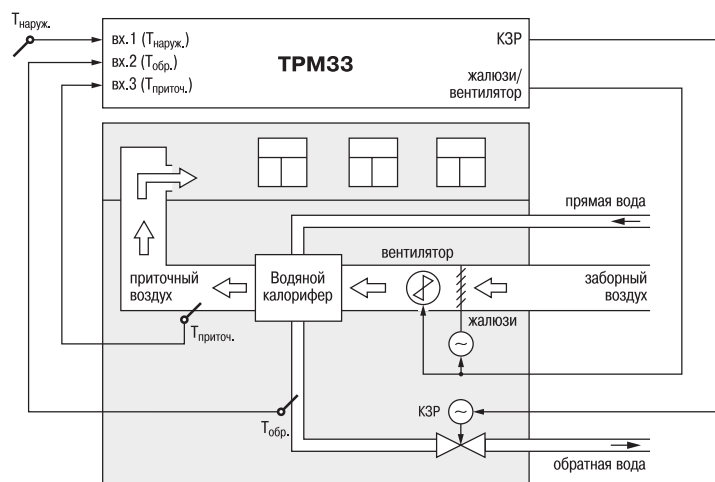 Tнаруж.
вх.1 (Tнаруж.)
вх.2 (Tобр.)
вх.3 (Tприточ.)
ТРМ33
КЗР
жалюзи/
вентилятор
прямая вода
вентилятор
приточный
воздух
Водяной
калорифер
заборный
воздух
жалюзи
Tприточ.
Tобр.
КЗР
обратная вода